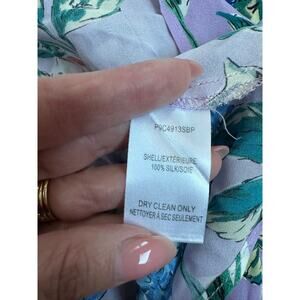 P9C4913SBP
SHELL/EXTÉRIEURE
100% SILK/SOIE
DRY CLEAN ONLY
NETTOYER À SEC SEULEMENT